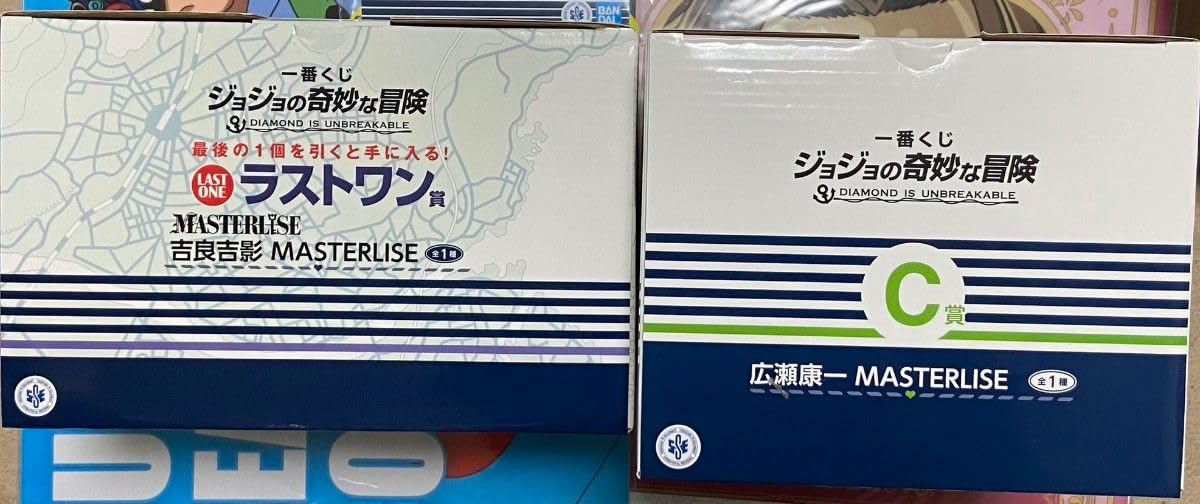 BAN
DAI
一番くじ
ジョジョの奇妙な冒険
DIAMOND IS UNBREAKABLE
最後の1個を引くと手に入る!
LAST ONE ラストワン賞
MASTERLISE
吉良吉影 MASTERLISE 全1種
一番くじ
ジョジョの奇妙な冒険
DIAMOND IS UNBREAKABLE
C賞
広瀬康一 MASTERLISE 全1種